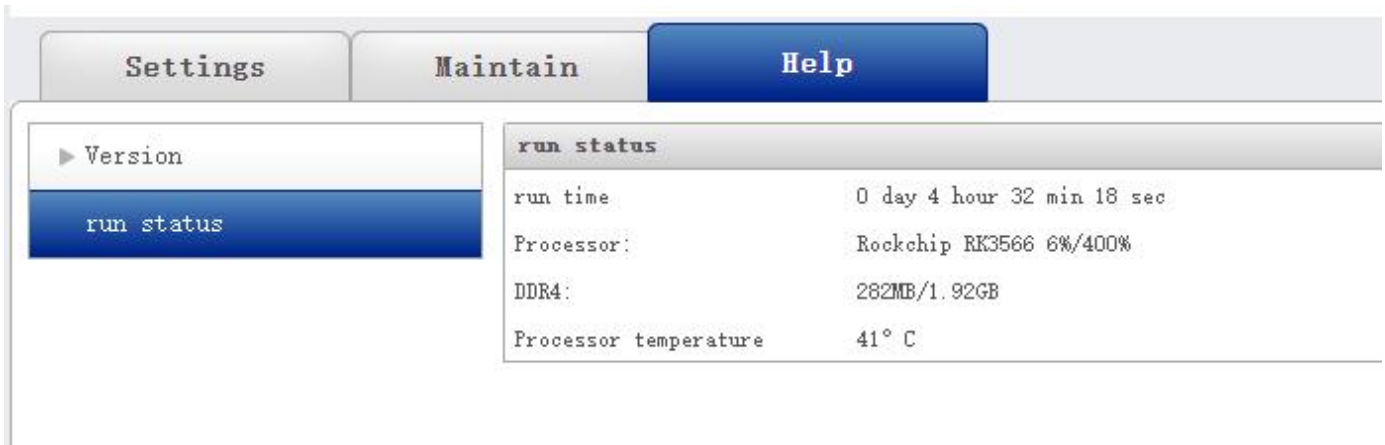 Settings Maintain Help
Version
run status
run status
run time 0 day 4 hour 32 min 18 sec
Processor: Rockchip RK3566 6%/400%
DDR4: 282MB/1.92GB
Processor temperature 41° C